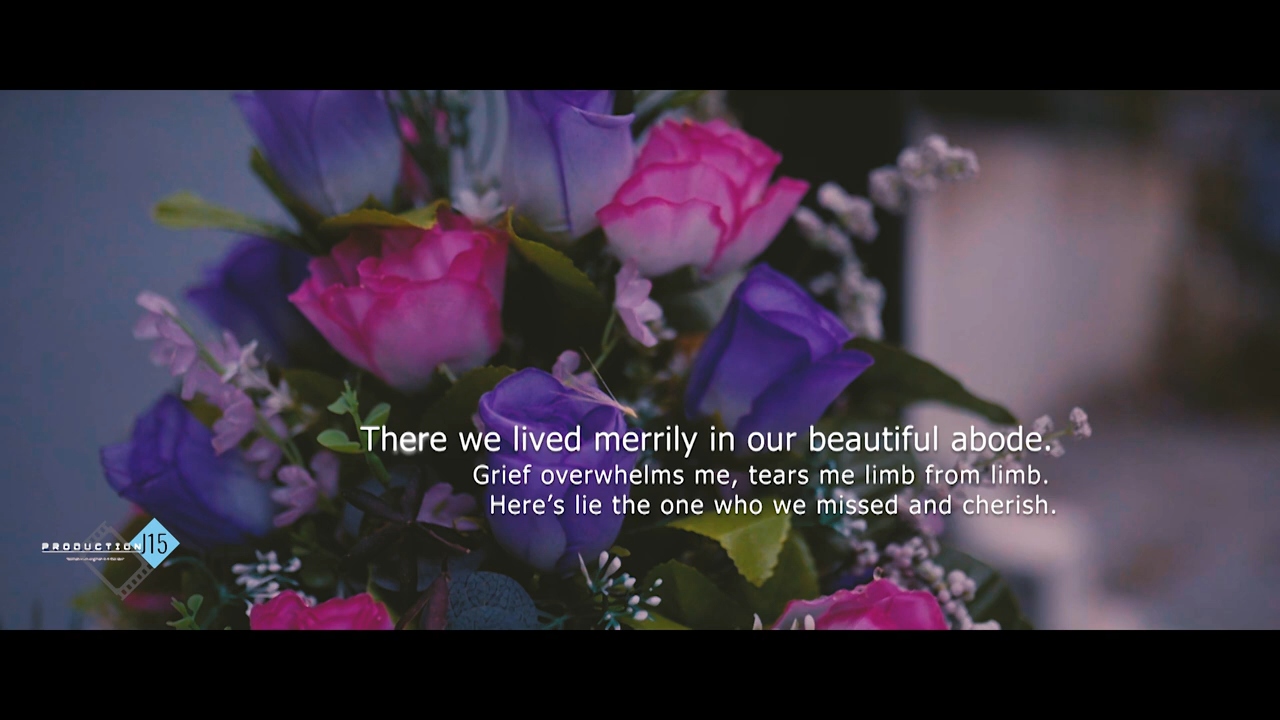 There we lived merrily in our beautiful abode.
Grief overwhelms me, tears me limb from limb.
Here’s lie the one who we missed and cherish.
PRODUCTION J15